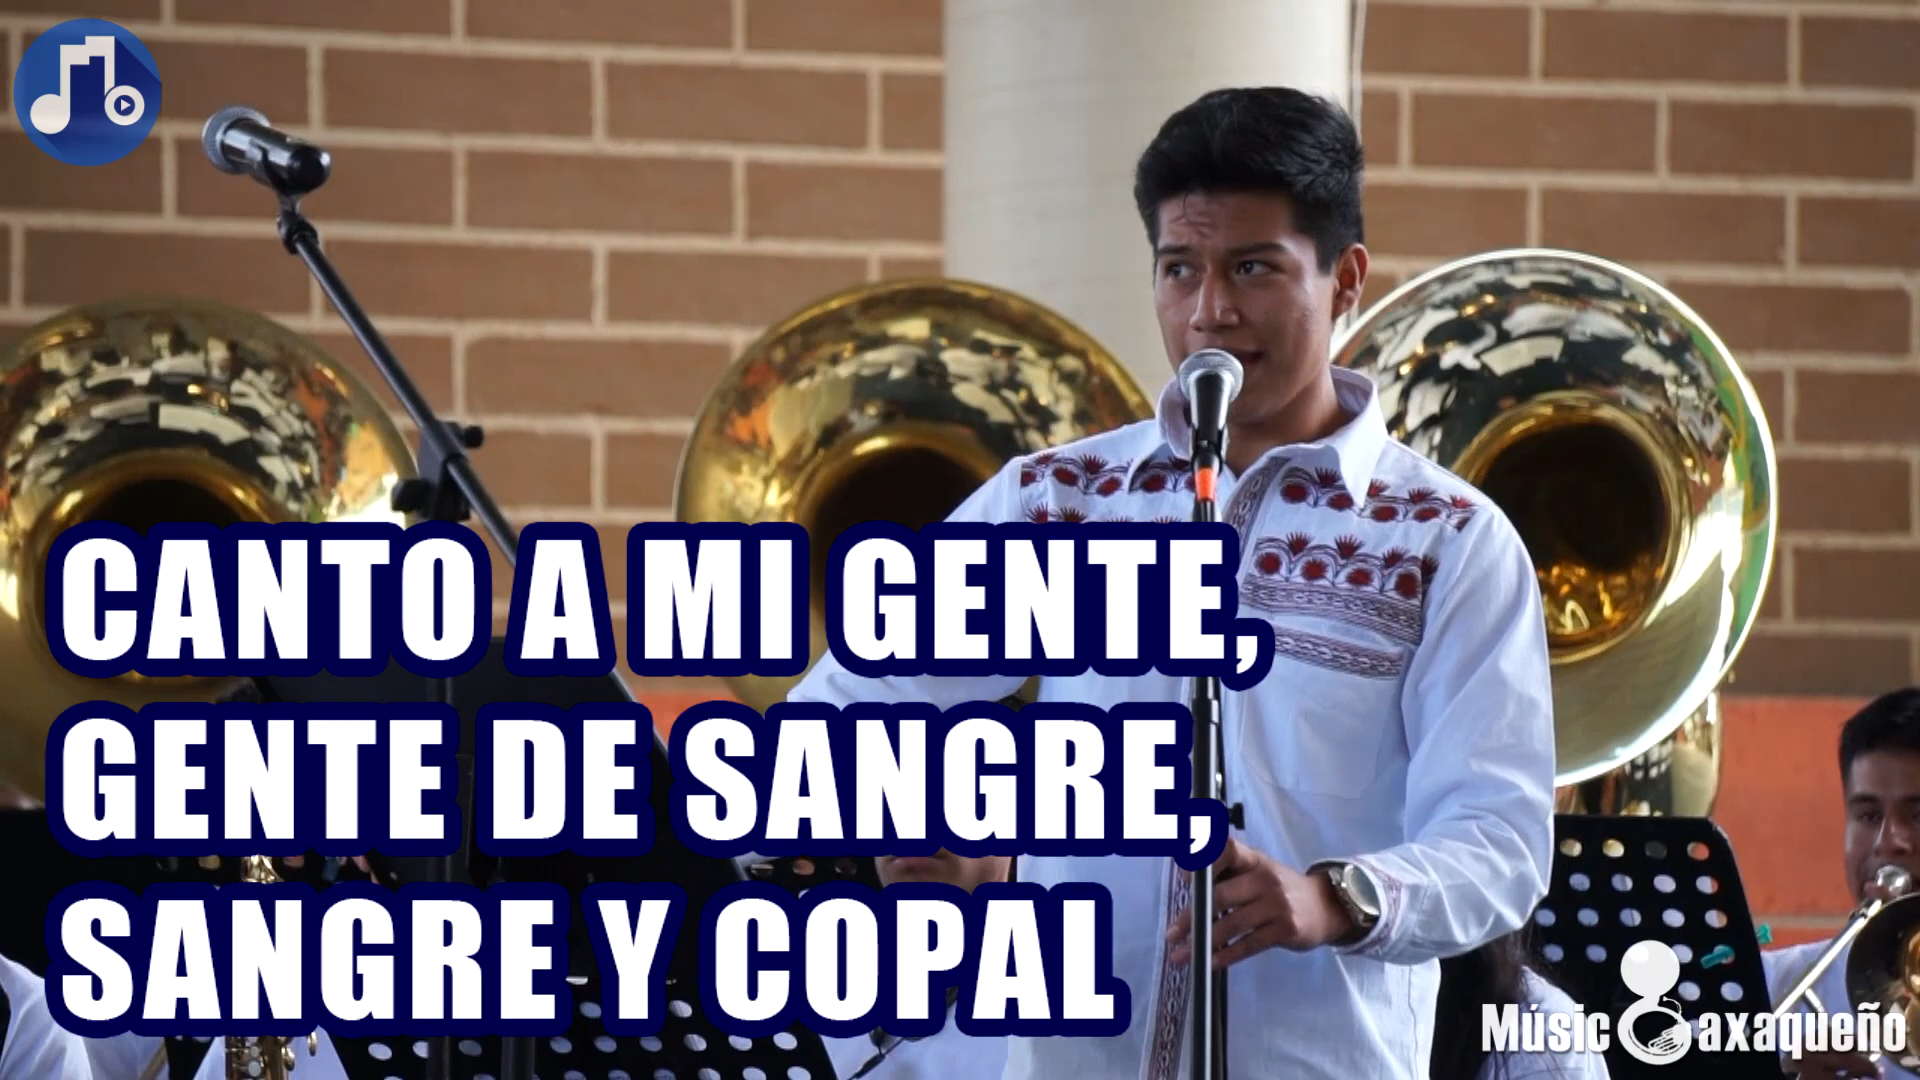 CANTO A MI GENTE,
GENTE DE SANGRE,
SANGRE Y COPAL
Músic axaqueño